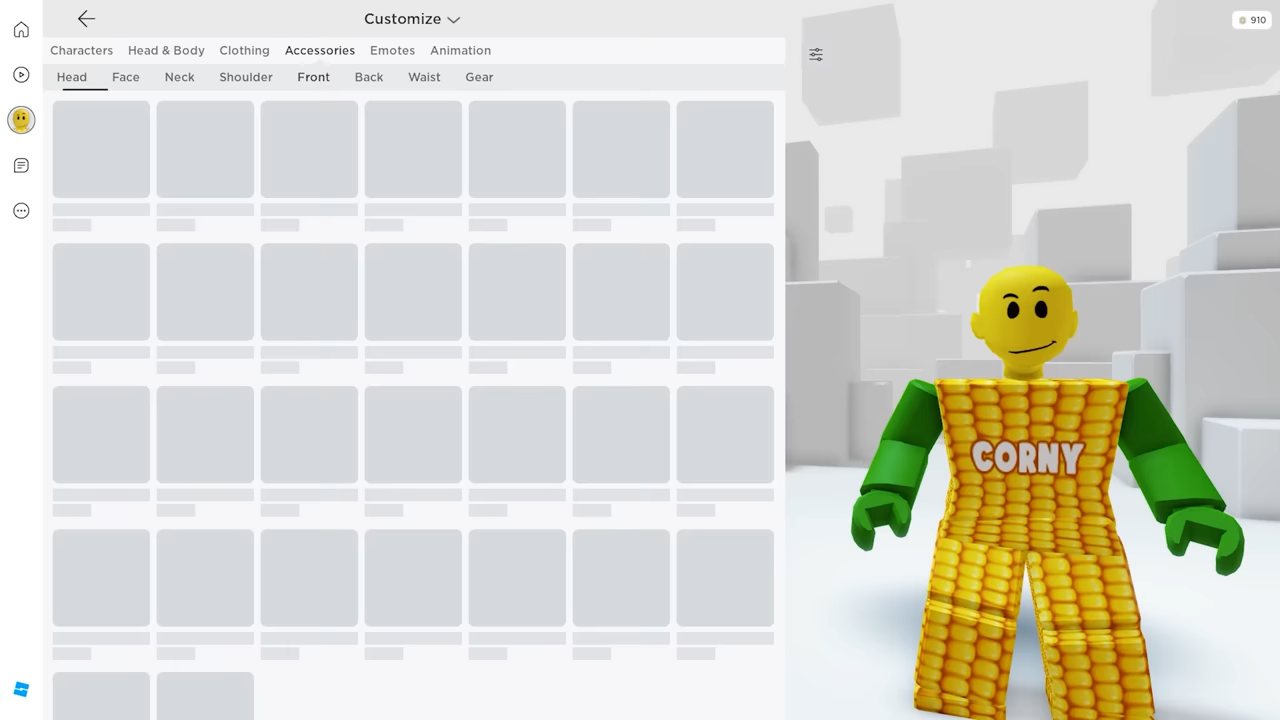 Customize
910
Characters Head & Body Clothing Accessories Emotes Animation
Head Face Neck Shoulder Front Back Waist Gear
CORNY